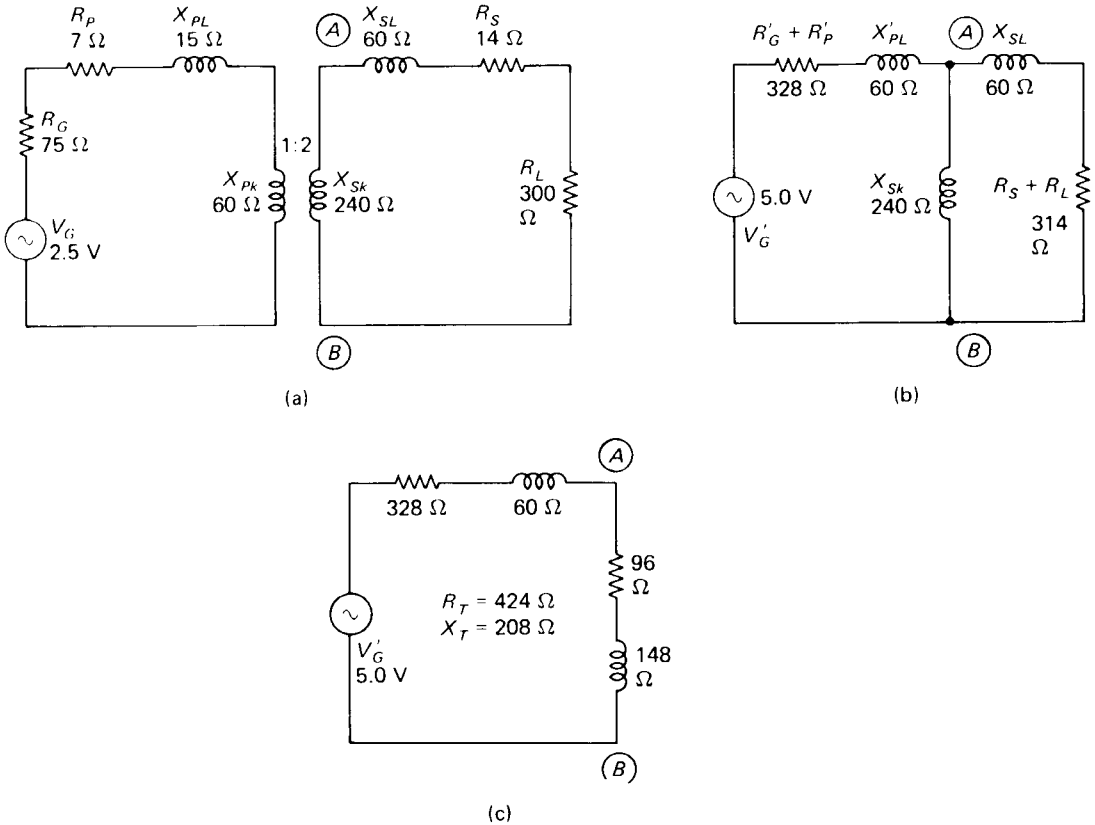 R_P
7 Ω
X_PL
15 Ω
A
X_SL
60 Ω
R_S
14 Ω
R_G
75 Ω
1:2
X_Pk
60 Ω
X_Sk
240 Ω
R_L
300
Ω
V_G
2.5 V
B
(a)
R'_G + R'_P
328 Ω
X'_PL
60 Ω
A
X_SL
60 Ω
5.0 V
V'_G
X_Sk
240 Ω
R_S + R_L
314
Ω
B
(b)
A
328 Ω
60 Ω
96
Ω
R_T = 424 Ω
X_T = 208 Ω
V'_G
5.0 V
148
Ω
B
(c)